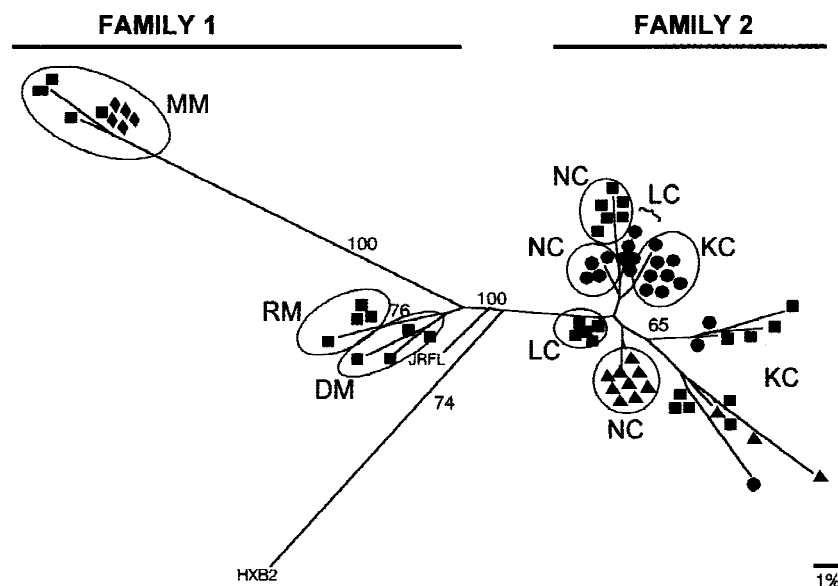 FAMILY 1
FAMILY 2
MM
NC
LC
NC
KC
100
RM
76
100
65
LC
JRFL
DM
KC
74
NC
HXB2
1%